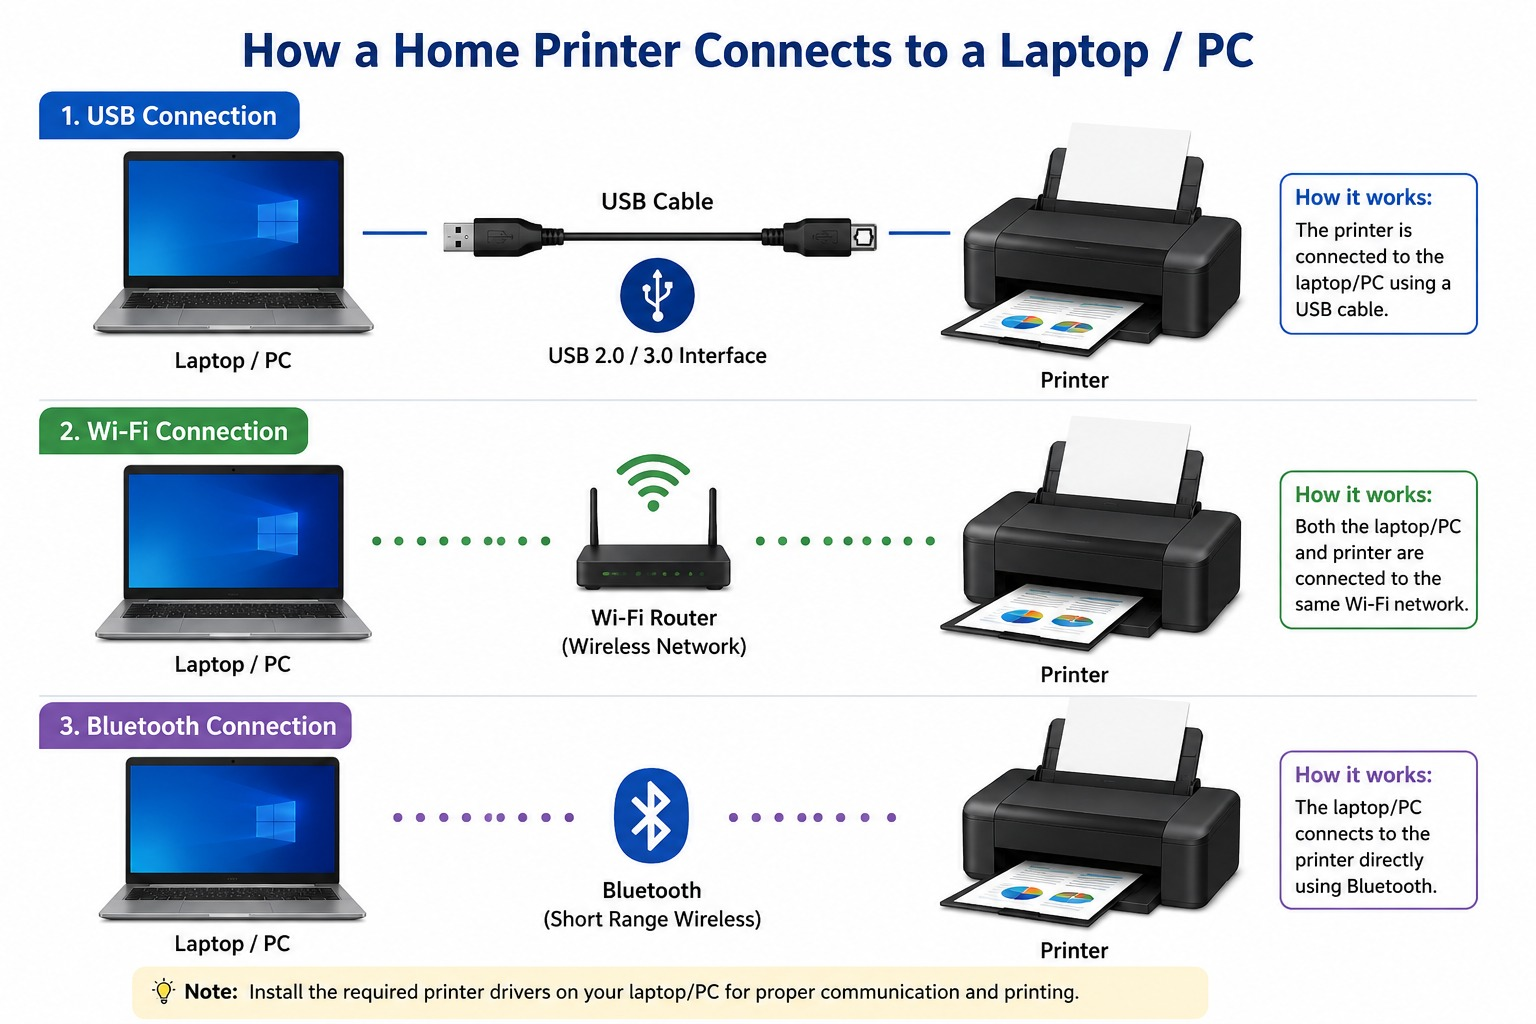 How a Home Printer Connects to a Laptop / PC
1. USB Connection
USB Cable
USB 2.0 / 3.0 Interface
Laptop / PC
Printer
How it works:
The printer is
connected to the
laptop/PC using a
USB cable.
2. Wi-Fi Connection
Wi-Fi Router
(Wireless Network)
Laptop / PC
Printer
How it works:
Both the laptop/PC
and printer are
connected to the
same Wi-Fi network.
3. Bluetooth Connection
Bluetooth
(Short Range Wireless)
Laptop / PC
Printer
How it works:
The laptop/PC
connects to the
printer directly
using Bluetooth.
Note: Install the required printer drivers on your laptop/PC for proper communication and printing.